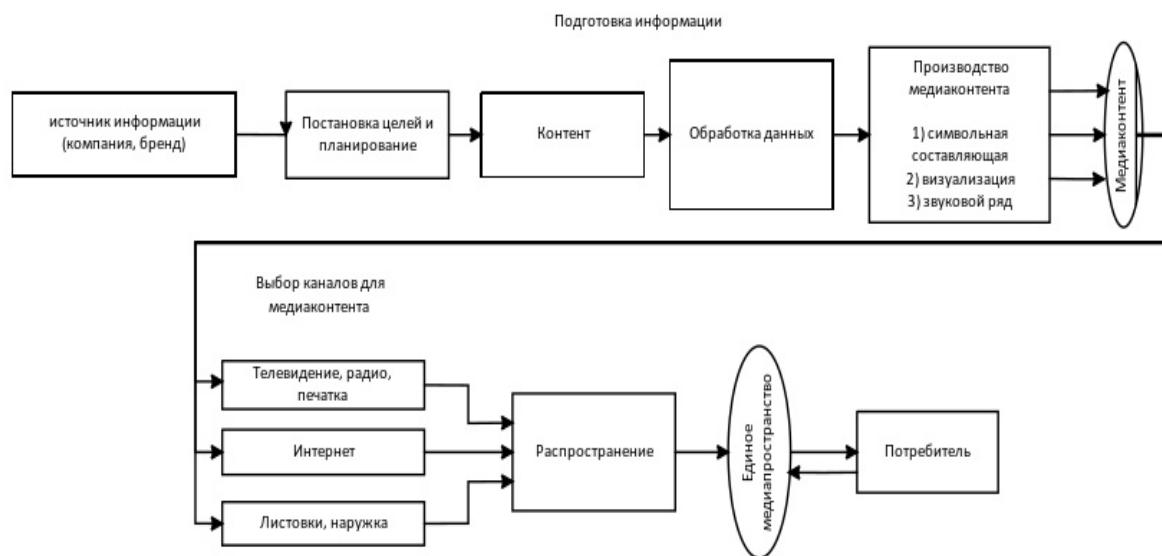 Подготовка информации
источник информации
(компания, бренд)
Постановка целей и
планирование
Контент
Обработка данных
Производство
медиаконтента
1) символьная
составляющая
2) визуализация
3) звуковой ряд
Медиаконтент
Выбор каналов для
медиаконтента
Телевидение, радио,
печатка
Интернет
Листовки, наружка
Распространение
Единое
медиапространство
Потребитель